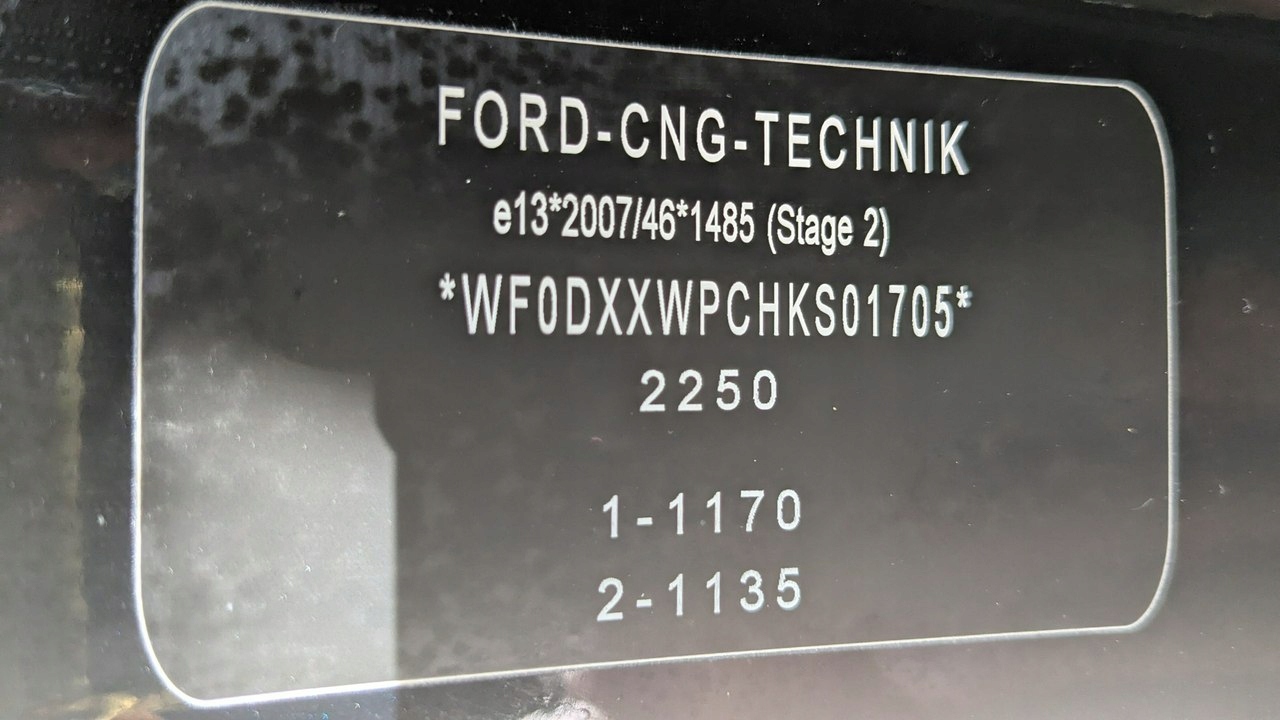 FORD-CNG-TECHNIK
e13*2007/46*1485 (Stage 2)
*WF0DXXWPCHKS01705*
2250
1-1170
2-1135